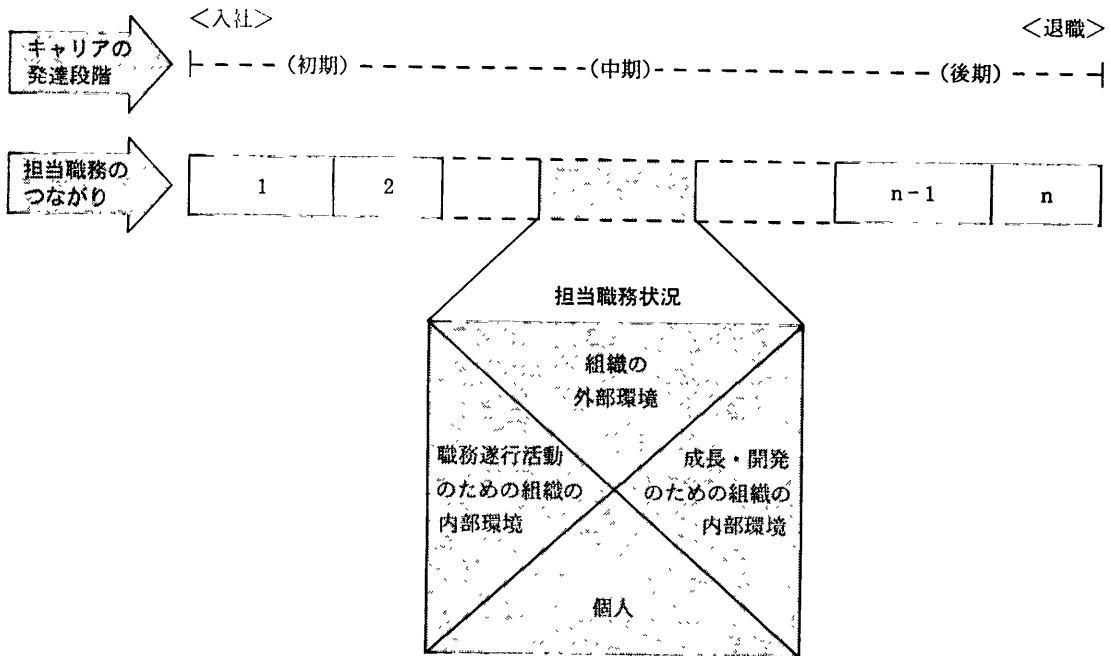 <入社>
<退職>
キャリアの
発達段階
(初期)
(中期)
(後期)
担当職務の
つながり
1
2
n-1
n
担当職務状況
組織の
外部環境
職務遂行活動
のための組織の
内部環境
成長・開発
のための組織の
内部環境
個人